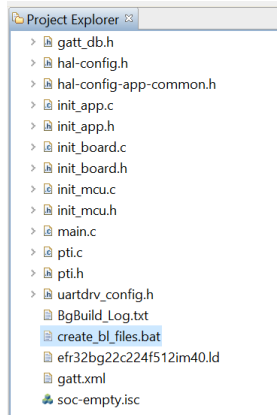 Project Explorer
gatt_db.h
hal-config.h
hal-config-app-common.h
init_app.c
init_app.h
init_board.c
init_board.h
init_mcu.c
init_mcu.h
main.c
pti.c
pti.h
uartdrv_config.h
BgBuild_Log.txt
create_bl_files.bat
efr32bg22c224f512im40.ld
gatt.xml
soc-empty.isc